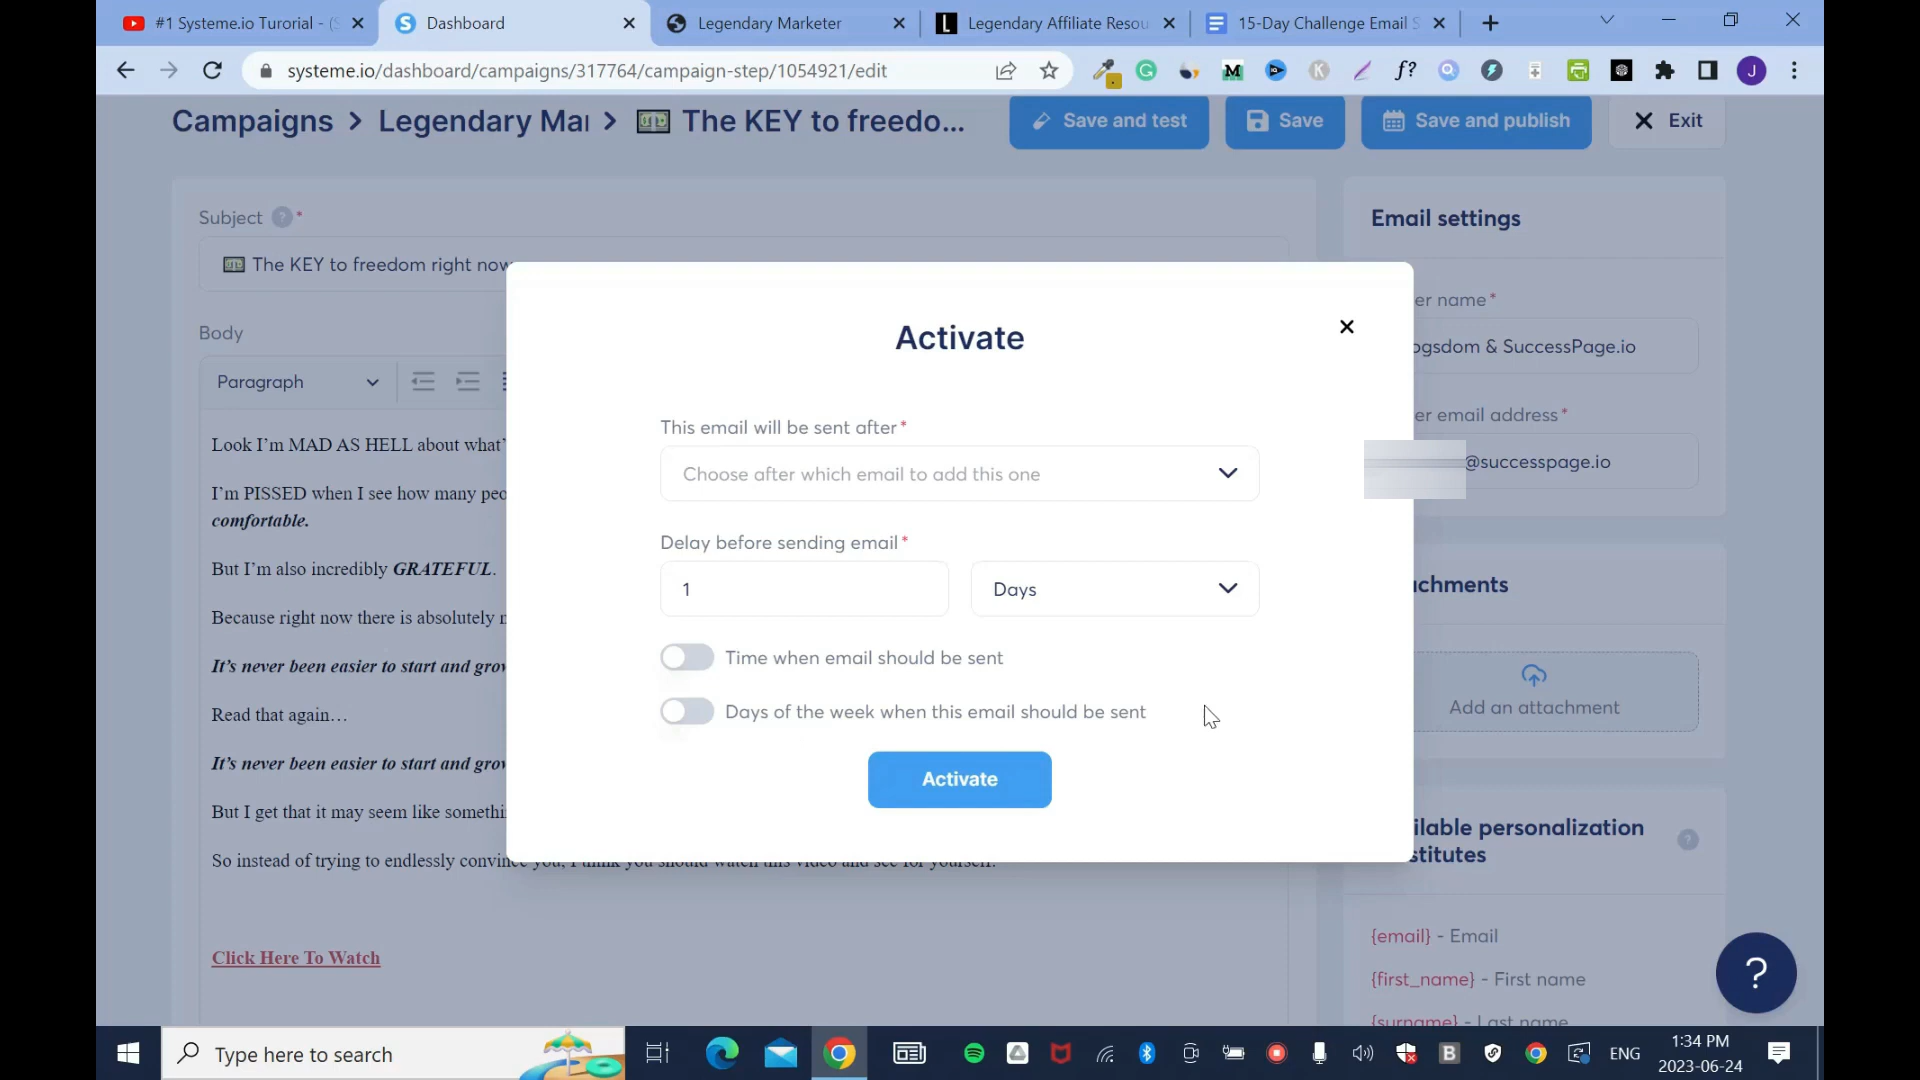 #1 Systeme.io Turorial - (S
Dashboard
Legendary Marketer
Legendary Affiliate Resou
15-Day Challenge Email S
systeme.io/dashboard/campaigns/317764/campaign-step/1054921/edit
Campaigns > Legendary Mar > The KEY to freedo...
Save and test
Save
Save and publish
Exit
Subject ? *
The KEY to freedom right now
Body
Paragraph
Look I'm MAD AS HELL about what'
I'm PISSED when I see how many peo
comfortable.
But I'm also incredibly GRATEFUL.
Because right now there is absolutely n
It's never been easier to start and grow
Read that again…
It's never been easier to start and grow
But I get that it may seem like somethi
So instead of trying to endlessly convince you, I think you should watch this video and see for yourself.
Click Here To Watch
Activate
This email will be sent after *
Choose after which email to add this one
Delay before sending email *
1
Days
Time when email should be sent
Days of the week when this email should be sent
Activate
Email settings
er name *
ogsdom & SuccessPage.io
er email address *
@successpage.io
chments
Add an attachment
ilable personalization
stitutes
?
{email} - Email
{first_name} - First name
{surname} - Last name
?
Type here to search
ENG
1:34 PM
2023-06-24